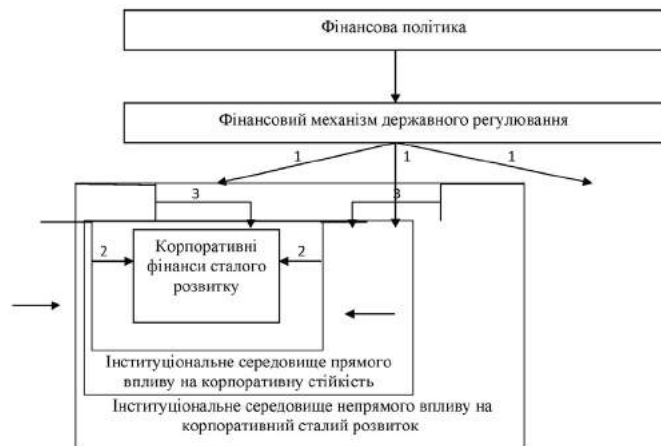 Фінансова політика
Фінансовий механізм державного регулювання
1
1
1
3
3
Корпоративні
фінанси сталого
розвитку
2
2
Інституціональне середовище прямого
впливу на корпоративну стійкість
Інституціональне середовище непрямого впливу на
корпоративний сталий розвиток